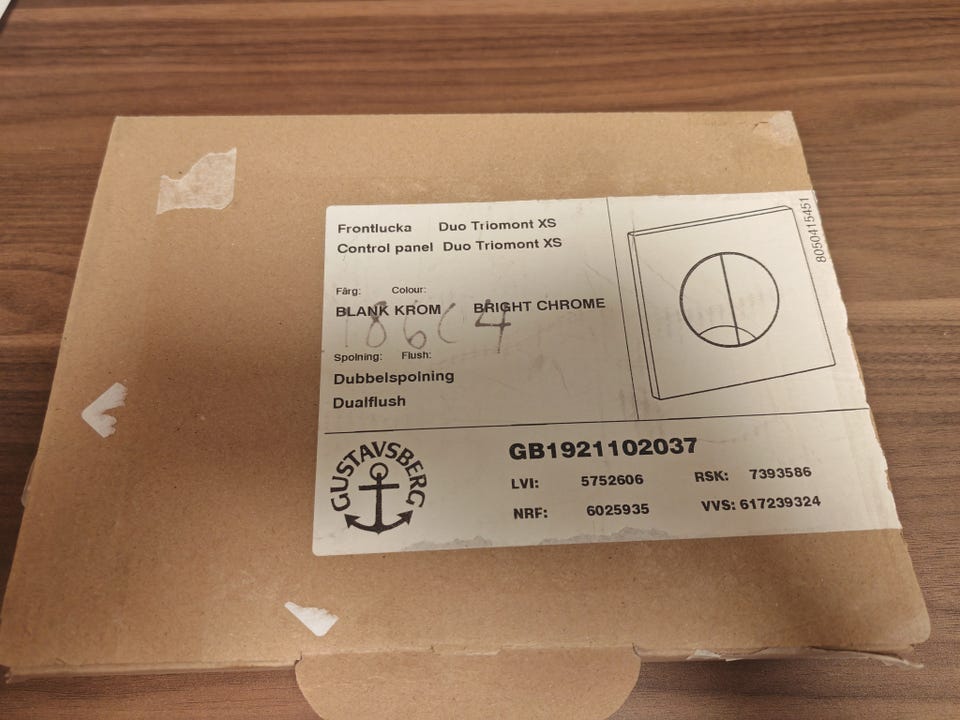 Frontlucka Duo Triomont XS
Control panel Duo Triomont XS
Färg: Colour:
BLANK KROM BRIGHT CHROME
Spolning: Flush:
Dubbelspolning
Dualflush
8050415451
GUSTAVSBERG
GB1921102037
LVI: 5752606 RSK: 7393586
NRF: 6025935 VVS: 617239324